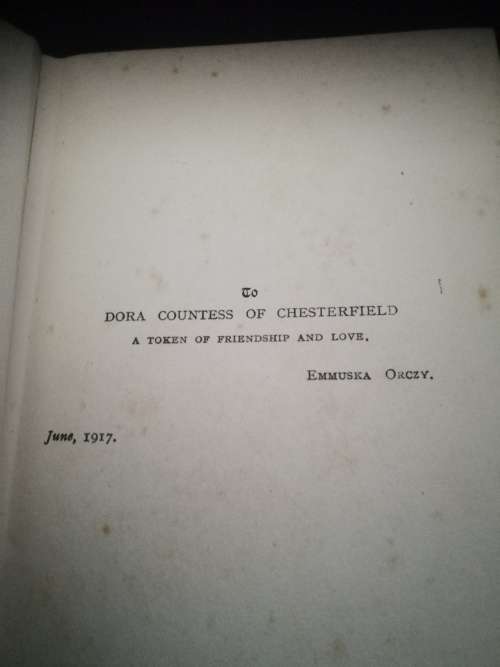 To
DORA COUNTESS OF CHESTERFIELD
A TOKEN OF FRIENDSHIP AND LOVE.
EMMUSKA ORCZY.
June, 1917.